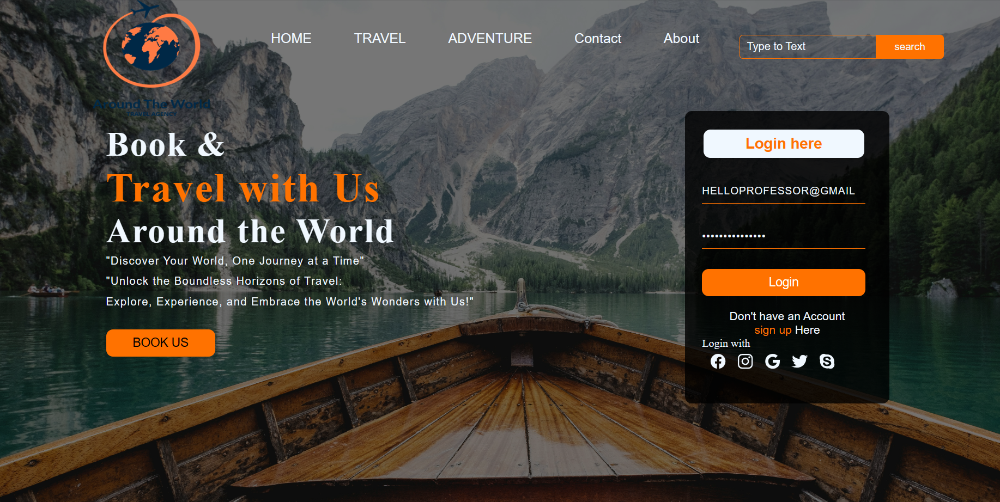 HOME TRAVEL ADVENTURE Contact About
Type to Text search
Around The World
TRAVEL AGENCY
Book &
Travel with Us
Around the World
"Discover Your World, One Journey at a Time"
"Unlock the Boundless Horizons of Travel:
Explore, Experience, and Embrace the World's Wonders with Us!"
BOOK US
Login here
HELLOPROFESSOR@GMAIL
•••••••••••••••
Login
Don't have an Account
sign up Here
Login with